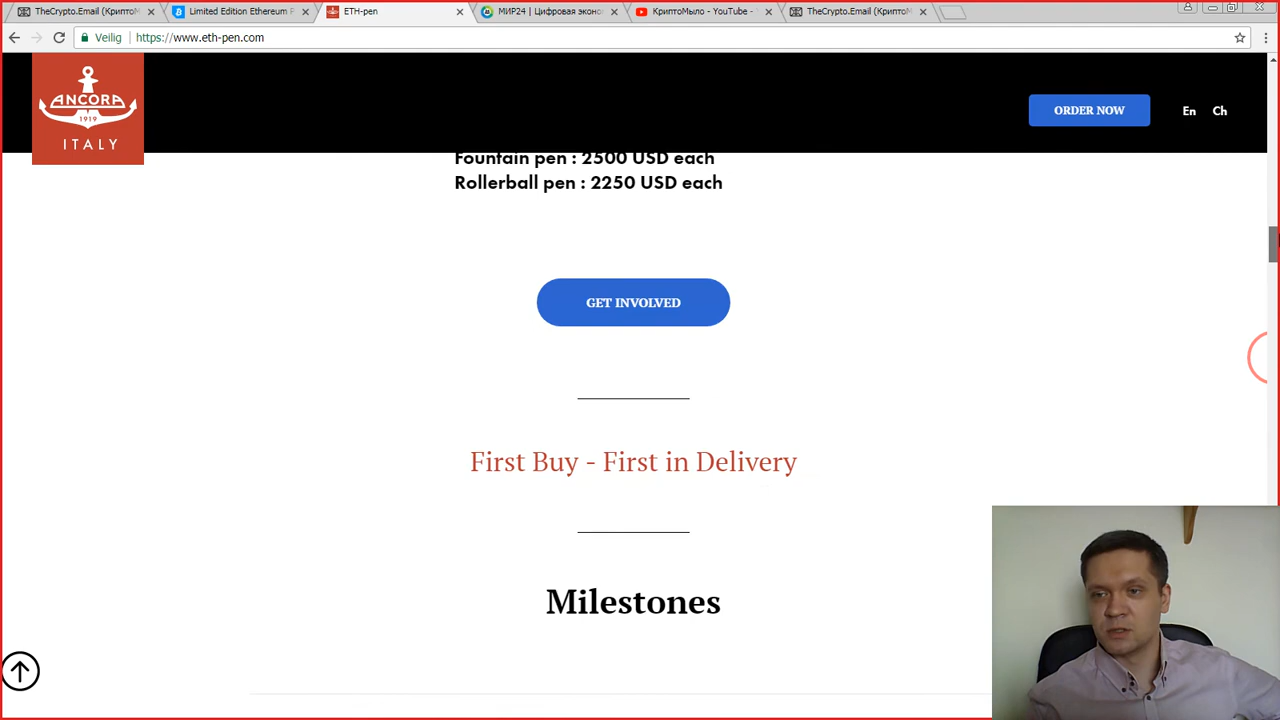 TheCrypto.Email (КриптоМ
Limited Edition Ethereum P
ETH-pen
МИР24 | Цифровая эконо
КриптоМыло - YouTube -
TheCrypto.Email (КриптоМ
Veilig
https://www.eth-pen.com
ANCORA
1919
ITALY
ORDER NOW
En
Ch
Fountain pen : 2500 USD each
Rollerball pen : 2250 USD each
GET INVOLVED
First Buy - First in Delivery
Milestones